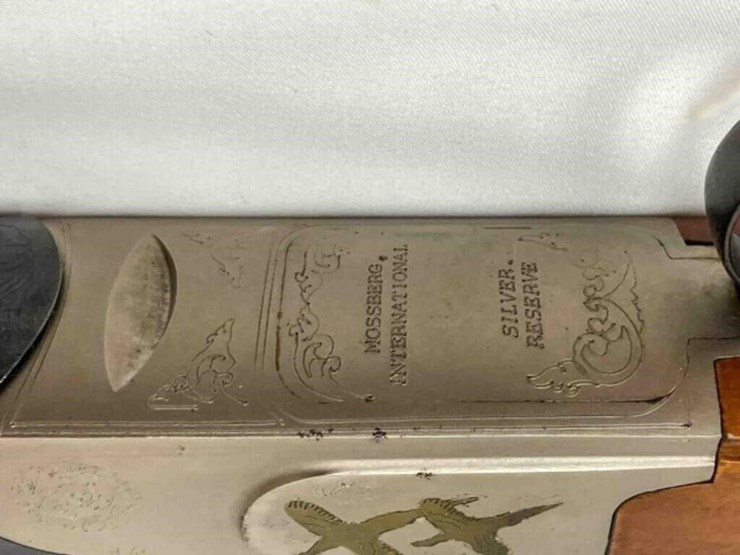 MOSSBERG,
INTERNATIONAL
SILVER.
RESERVE